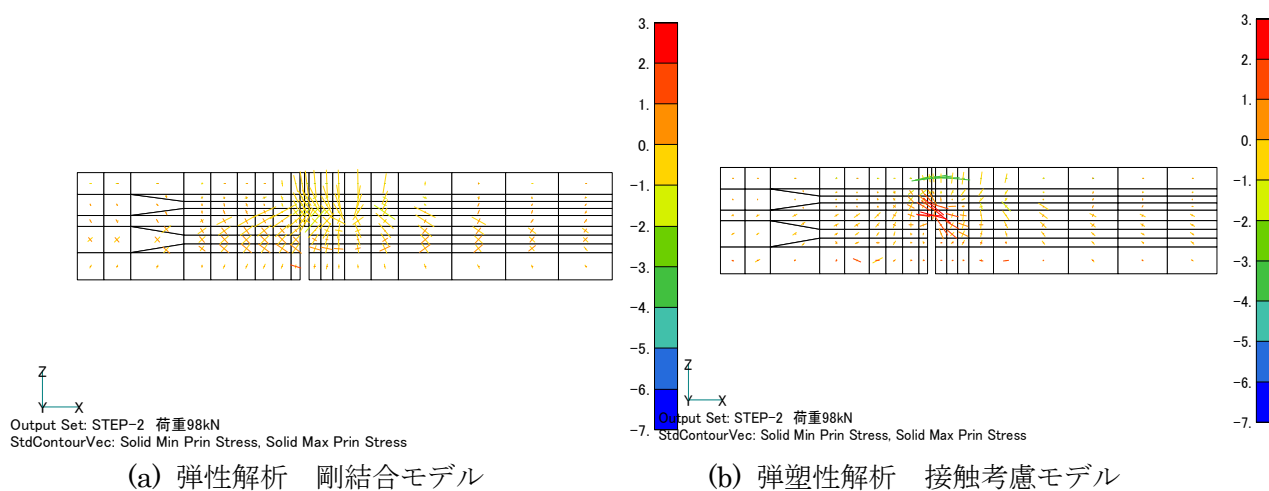 3.
2.
1.
0.
-1.
-2.
-3.
-4.
-5.
-6.
-7.
Z
Y X
Output Set: STEP-2 荷重98kN
StdContourVec: Solid Min Prin Stress, Solid Max Prin Stress
(a) 弾性解析 剛結合モデル
3.
2.
1.
0.
-1.
-2.
-3.
-4.
-5.
-6.
-7.
Z
Y X
Output Set: STEP-2 荷重98kN
StdContourVec: Solid Min Prin Stress, Solid Max Prin Stress
(b) 弾塑性解析 接触考慮モデル